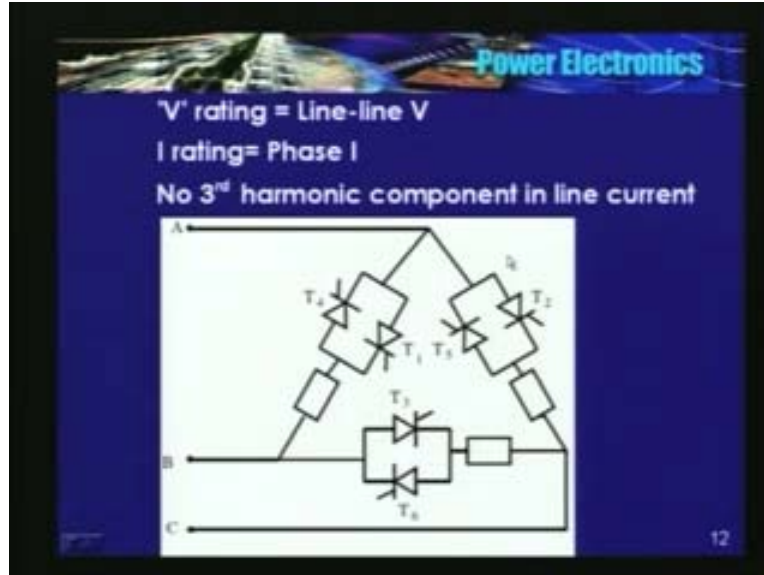 Power Electronics
'V' rating = Line-line V
I rating= Phase I
No 3rd harmonic component in line current
A
T4
T2
T1
T5
T3
B
T6
C
12